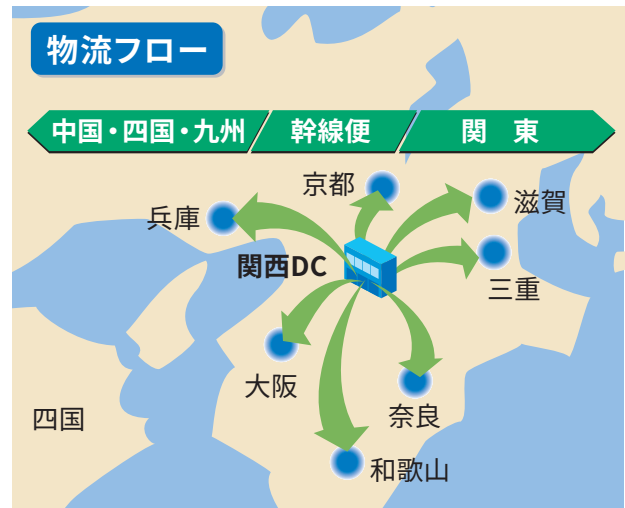 物流フロー
中国・四国・九州
幹線便
関 東
京都
滋賀
兵庫
関西DC
三重
大阪
奈良
四国
和歌山